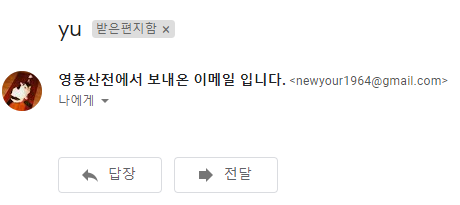 yu 받은편지함 ×
영풍산전에서 보내온 이메일 입니다. <newyour1964@gmail.com>
나에게
답장 전달